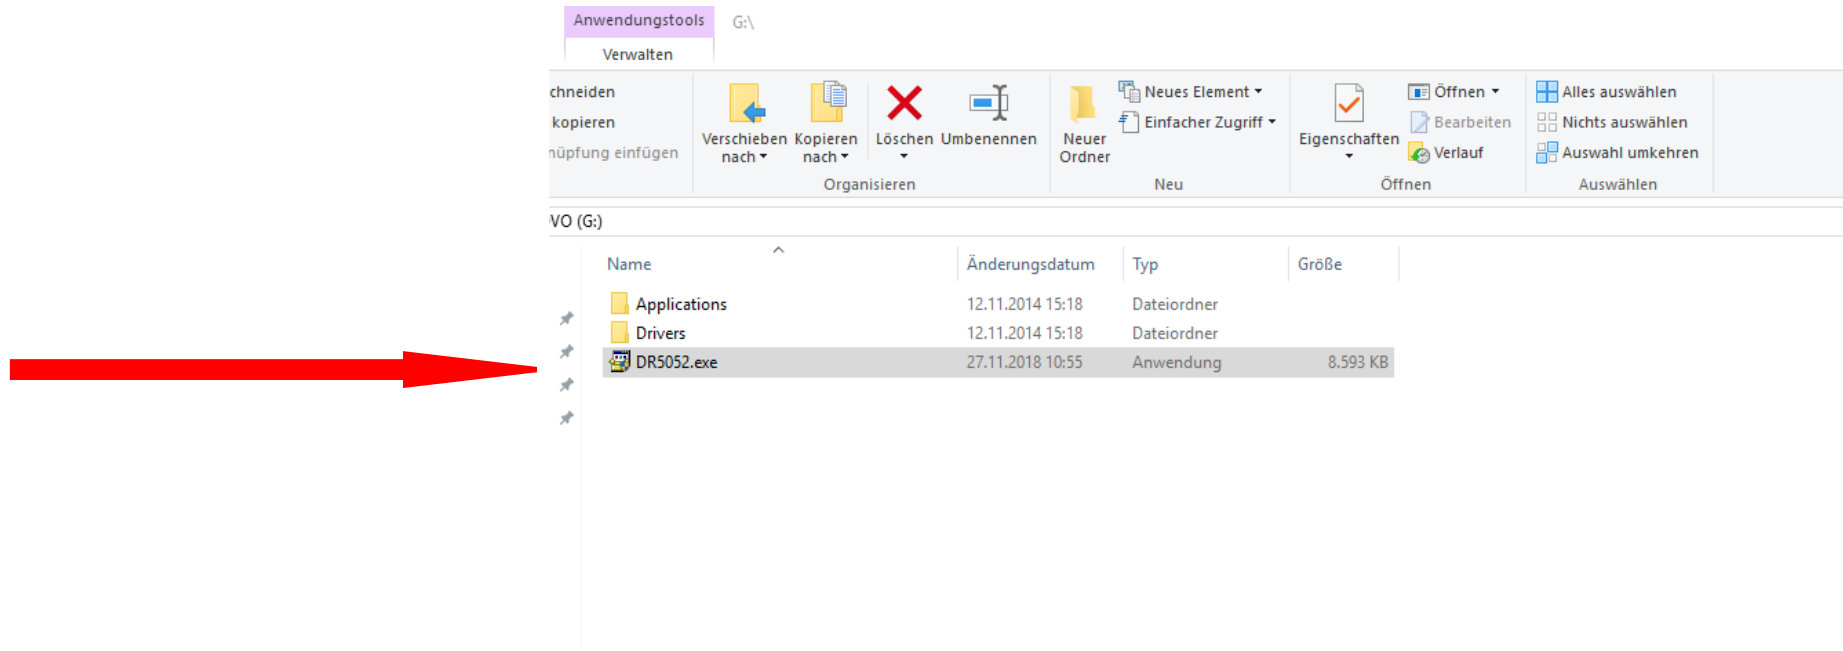 Anwendungstools G:\
Verwalten
chneiden
kopieren
nüpfung einfügen
Verschieben nach
Kopieren nach
Löschen
Umbenennen
Organisieren
Neuer Ordner
Neues Element
Einfacher Zugriff
Neu
Eigenschaften
Öffnen
Bearbeiten
Verlauf
Öffnen
Alles auswählen
Nichts auswählen
Auswahl umkehren
Auswählen
VO (G:)
Name Änderungsdatum Typ Größe
Applications 12.11.2014 15:18 Dateiordner
Drivers 12.11.2014 15:18 Dateiordner
DR5052.exe 27.11.2018 10:55 Anwendung 8.593 KB